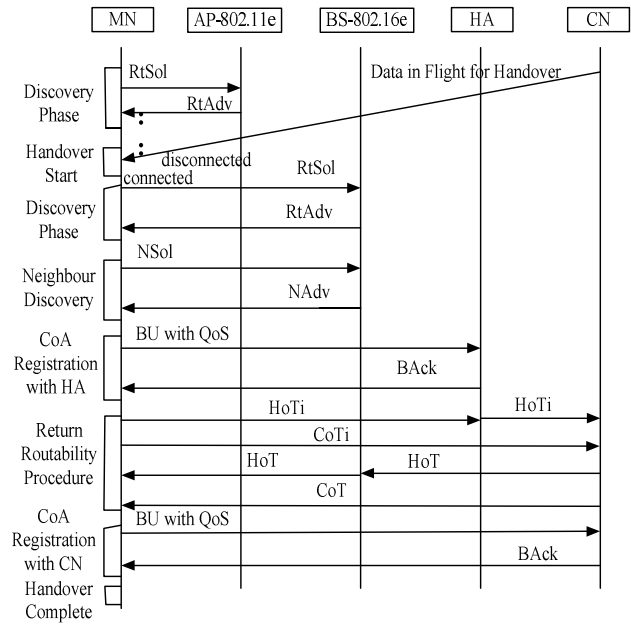 MN AP-802.11e BS-802.16e HA CN
RtSol
Data in Flight for Handover
Discovery
Phase
RtAdv
Handover
Start
disconnected
connected
RtSol
Discovery
Phase
RtAdv
NSol
Neighbour
Discovery
NAdv
CoA
Registration
with HA
BU with QoS
BAck
HoTi
HoTi
Return
Routability
Procedure
CoTi
HoT
HoT
CoT
CoA
Registration
with CN
BU with QoS
BAck
Handover
Complete